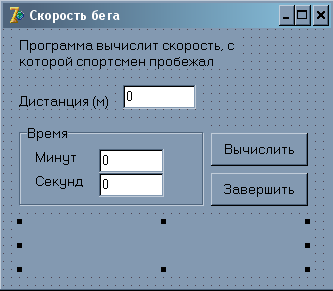 Скорость бега
Программа вычислит скорость, с
которой спортсмен пробежал
Дистанция (м) 0
Время
Минут 0
Секунд 0
Вычислить
Завершить